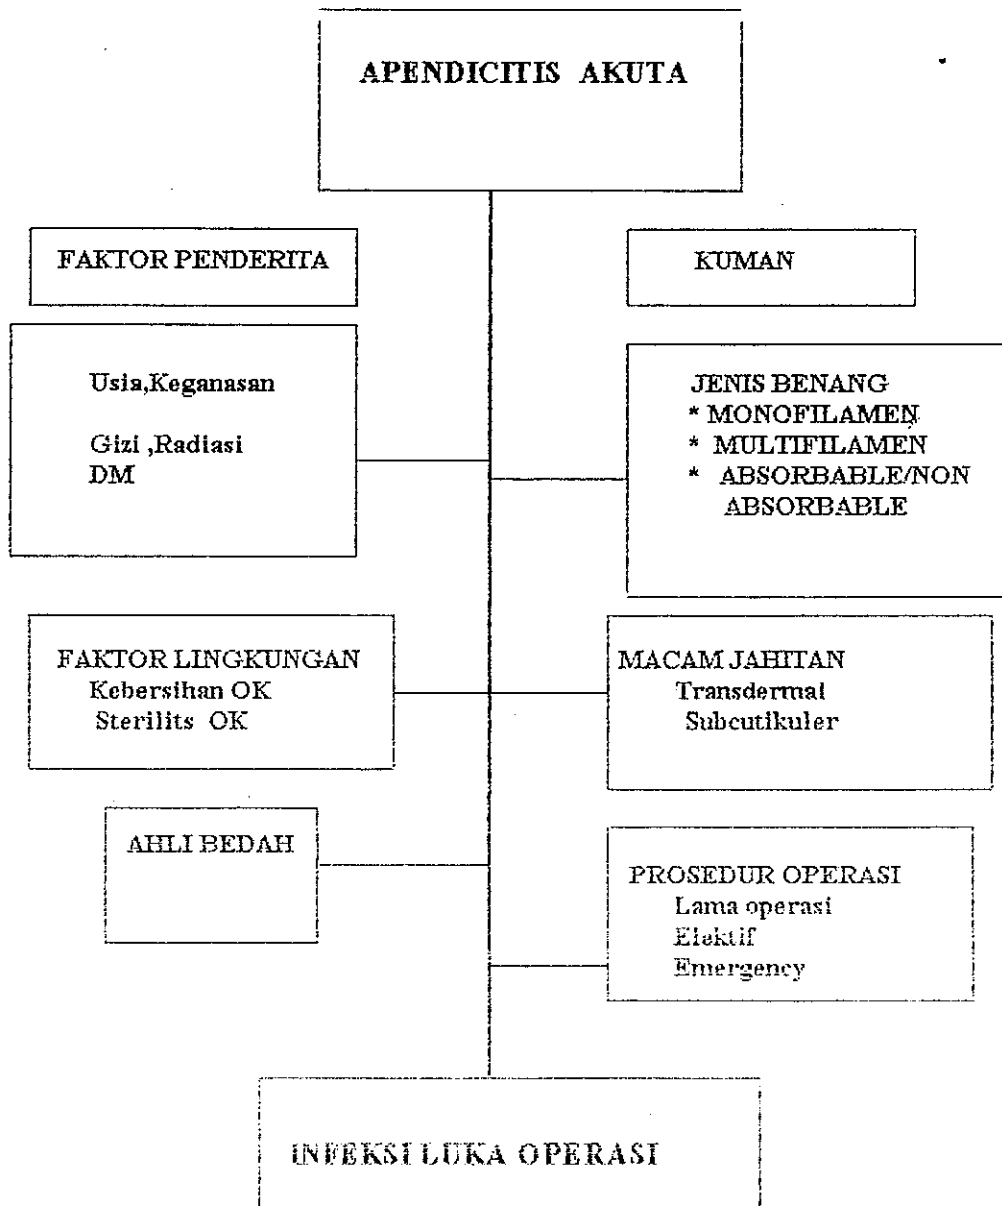 APENDICITIS AKUTA
FAKTOR PENDERITA
KUMAN
Usia,Keganasan
Gizi ,Radiasi
DM
JENIS BENANG
* MONOFILAMEN
* MULTIFILAMEN
* ABSORBABLE/NON
ABSORBABLE
FAKTOR LINGKUNGAN
Kebersihan OK
Sterilits OK
MACAM JAHITAN
Transdermal
Subcutikuler
AHLI BEDAH
PROSEDUR OPERASI
Lama operasi
Elektif
Emergency
INFEKSI LUKA OPERASI